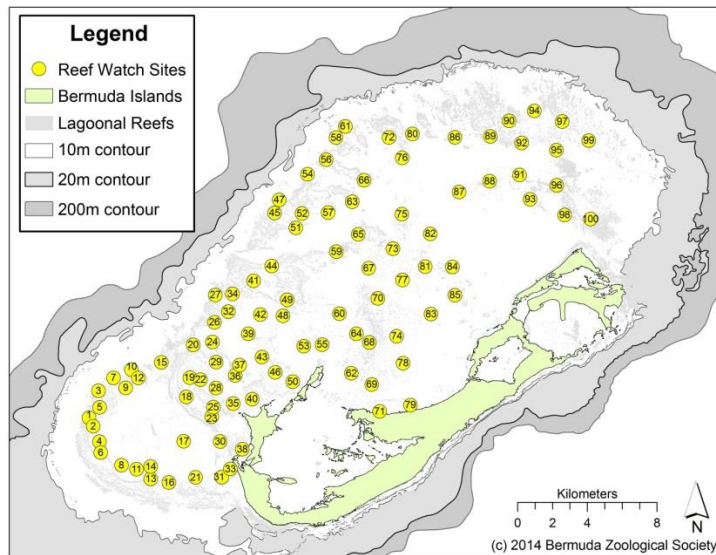 Legend
Reef Watch Sites
Bermuda Islands
Lagoonal Reefs
10m contour
20m contour
200m contour
94
90 97
61
58 72 80 86 89 92 99
95
56 76
54 66 91
88 96
47 63 87 93
45 52 57 75 98 100
51
65 82
59 73
44 67 81 84
41 77
27 34 49 70 85
32 42 48 60 83
26
39 64 74
20 24 53 55 68
15 29 37 43 78
10 36 46 62
7 12 19 22 50 69
3 9 28
18 35 40
5 25 71 79
1 23
2
4 17 30
6 38
8 11 14 33
13 16 21 31
Kilometers
0 2 4 8
N
(c) 2014 Bermuda Zoological Society